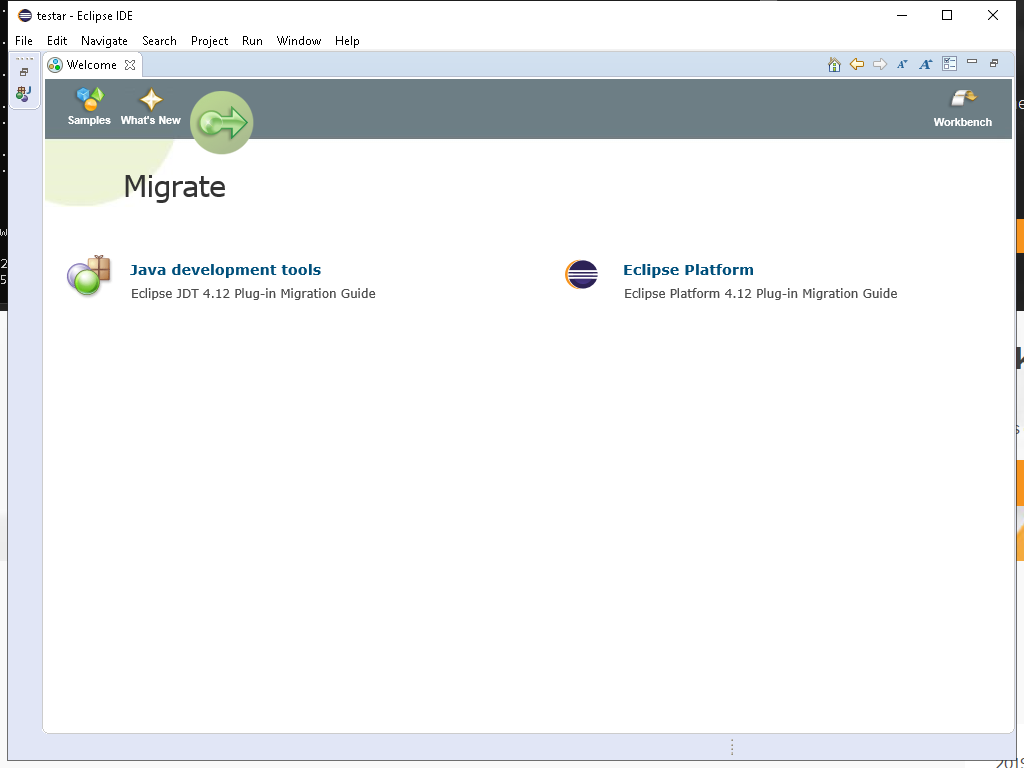 testar - Eclipse IDE
File Edit Navigate Search Project Run Window Help
Welcome
Samples What's New Workbench
Migrate
Java development tools
Eclipse JDT 4.12 Plug-in Migration Guide
Eclipse Platform
Eclipse Platform 4.12 Plug-in Migration Guide